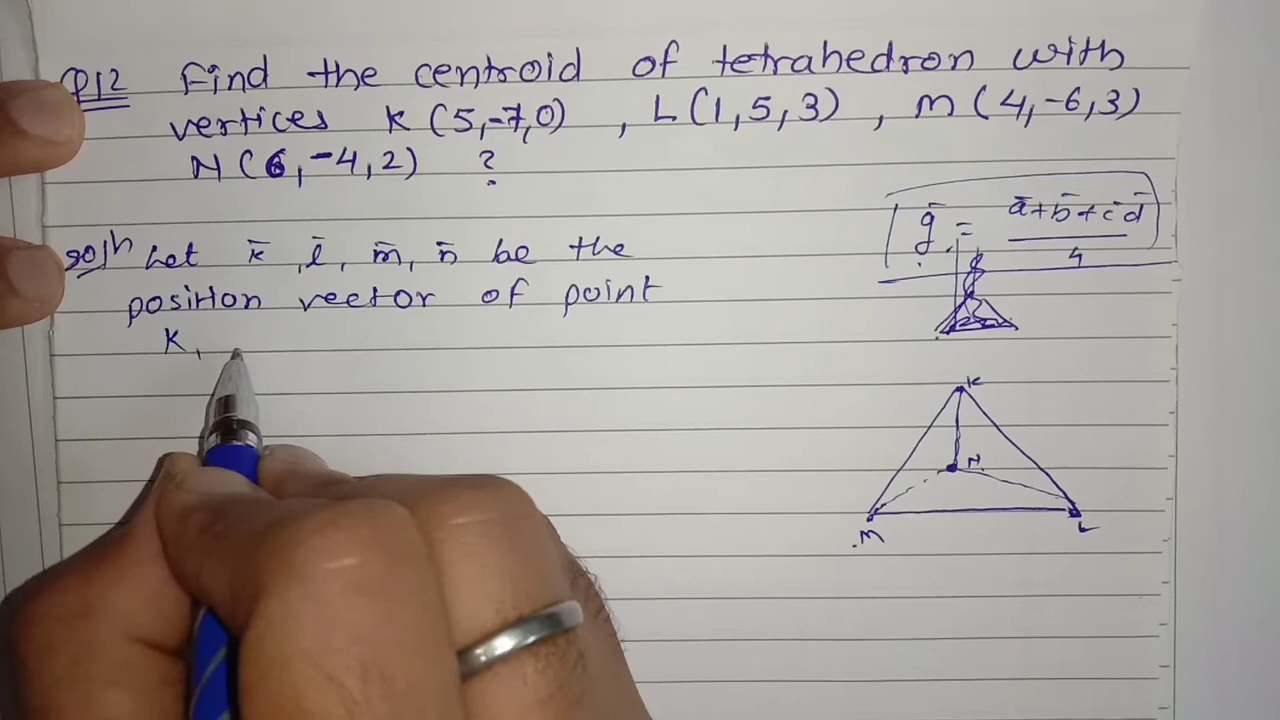 Q12 Find the centroid of tetrahedron with
vertices K (5,-7,0) , L (1,5,3) , M (4,-6,3)
N (6,-4,2) ?
ḡ = ā+b̄+c̄ d̄
4
soln Let k̄ , l̄, m̄, n̄ be the
position vector of point
K,
K
N
M
L